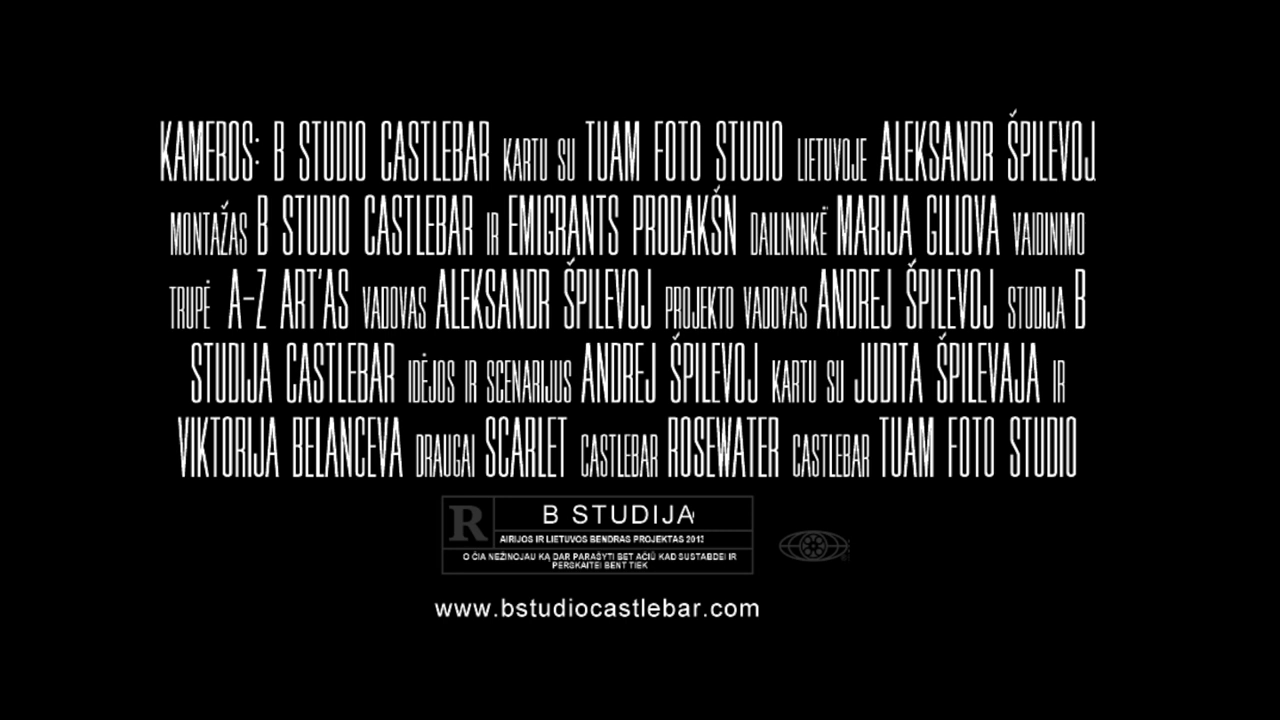 KAMEROS: B STUDIO CASTLEBAR KARTU SU TUAM FOTO STUDIO LIETUVOJE ALEKSANDR ŠPILEVOJ
MONTAŽAS B STUDIO CASTLEBAR IR EMIGRANTS PRODAKŠN DAILININKË MARIJA GILIOVA VAIDINIMO
TRUPĖ A-Z ART'AS VADOVAS ALEKSANDR ŠPILEVOJ PROJEKTO VADOVAS ANDREJ ŠPILEVOJ STUDIJA B
STUDIJA CASTLEBAR IDĖJOS IR SCENARIJUS ANDREJ ŠPILEVOJ KARTU SU JUDITA ŠPILEVAJA IR
VIKTORIJA BELANCEVA DRAUGAI SCARLET CASTLEBAR ROSEWATER CASTLEBAR TUAM FOTO STUDIO
R B STUDIJA
AIRIJOS IR LIETUVOS BENDRAS PROJEKTAS 2013
O ČIA NEŽINOJAU KĄ DAR PARAŠYTI BET AČIŪ KAD SUSTABDEI IR
PERSKAITEI BENT TIEK
www.bstudiocastlebar.com